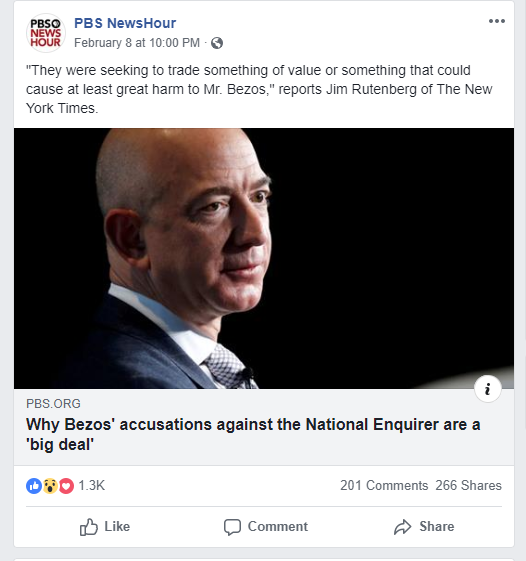 PBS
NEWS
HOUR
PBS NewsHour
February 8 at 10:00 PM ·
"They were seeking to trade something of value or something that could
cause at least great harm to Mr. Bezos," reports Jim Rutenberg of The New
York Times.
i
PBS.ORG
Why Bezos' accusations against the National Enquirer are a
'big deal'
1.3K 201 Comments 266 Shares
Like Comment Share